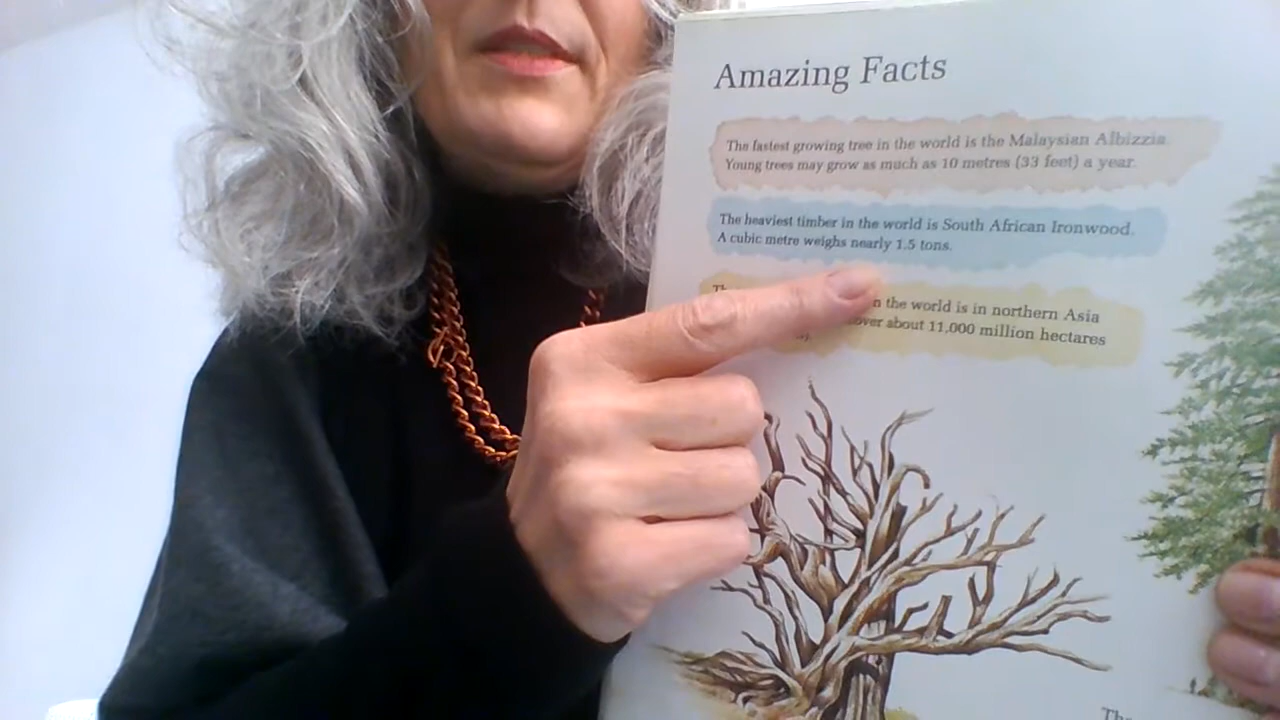 Amazing Facts
The fastest growing tree in the world is the Malaysian Albizzia.
Young trees may grow as much as 10 metres (33 feet) a year.
The heaviest timber in the world is South African Ironwood.
A cubic metre weighs nearly 1.5 tons.
in the world is in northern Asia
over about 11,000 million hectares